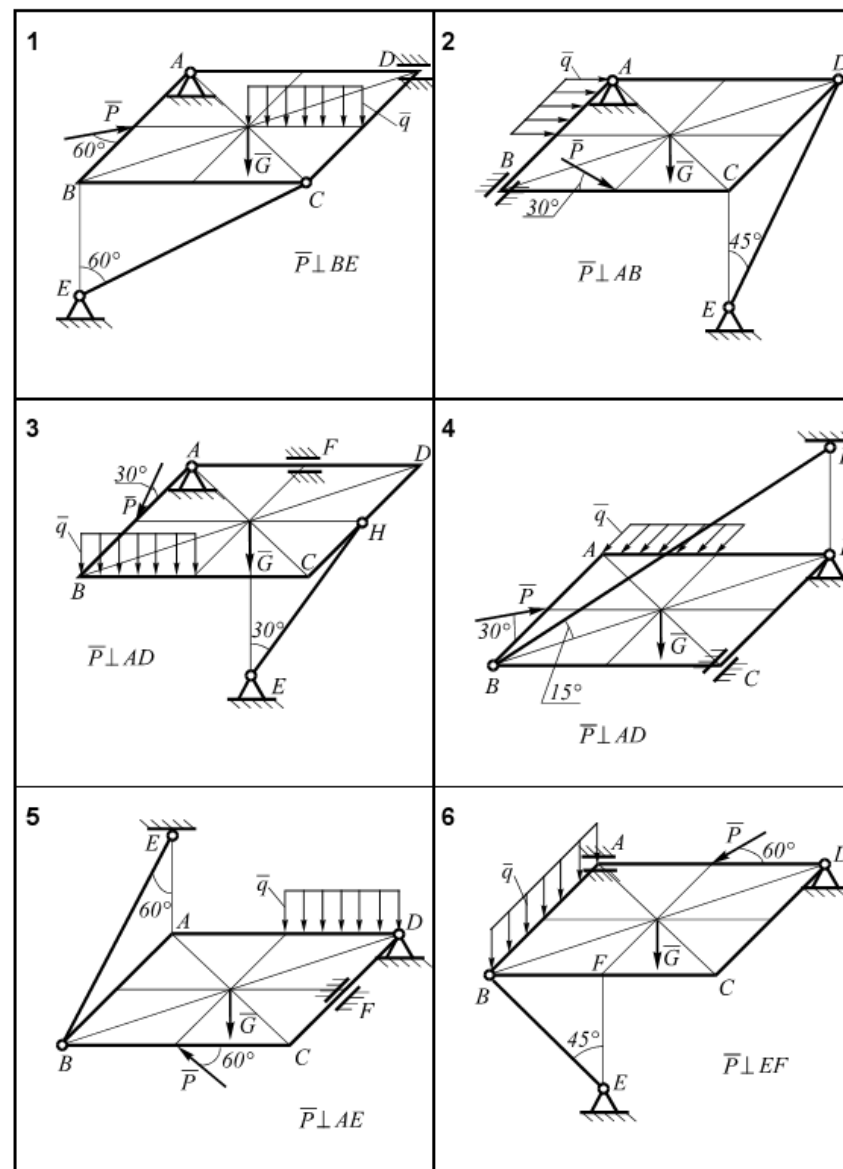 1
A
D
P̄
q̄
60°
Ḡ
B
C
60°
E
P̄ ⊥ BE
2
q̄
A
D
B
P̄
Ḡ
C
30°
45°
E
P̄ ⊥ AB
3
A
F
D
30°
P̄
q̄
H
B
Ḡ
C
30°
P̄ ⊥ AD
E
4
q̄
A
P̄
30°
Ḡ
B
C
15°
P̄ ⊥ AD
5
E
60°
q̄
A
D
Ḡ
F
B
P̄
60°
C
P̄ ⊥ AE
6
A
P̄
60°
D
q̄
F
Ḡ
B
C
45°
E
P̄ ⊥ EF